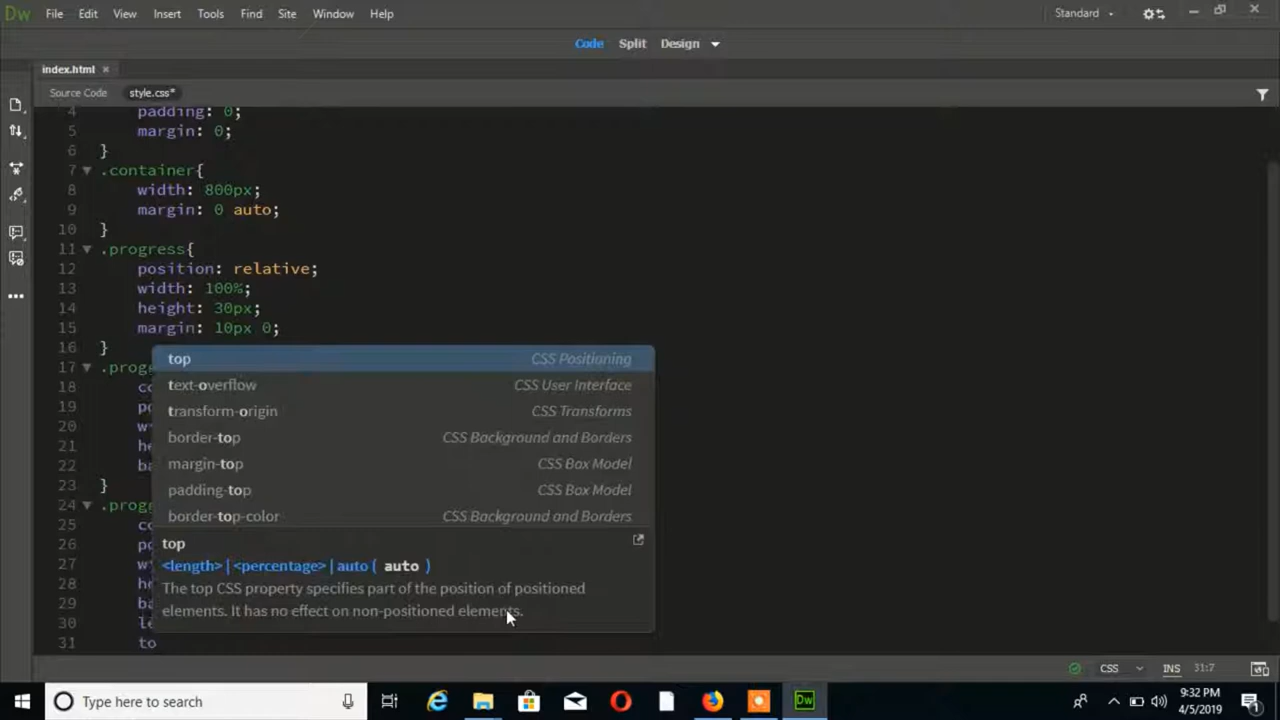 Dw File Edit View Insert Tools Find Site Window Help Standard
Code Split Design
index.html ×
Source Code style.css*
4 padding: 0;
5 margin: 0;
6 }
7 .container{
8 width: 800px;
9 margin: 0 auto;
10 }
11 .progress{
12 position: relative;
13 width: 100%;
14 height: 30px;
15 margin: 10px 0;
16 }
17 .prog
18 co
19 po
20 w
21 he
22 ba
23 }
24 .prog
25 co
26 po
27 w
28 he
29 ba
30 le
31 to
top CSS Positioning
text-overflow CSS User Interface
transform-origin CSS Transforms
border-top CSS Background and Borders
margin-top CSS Box Model
padding-top CSS Box Model
border-top-color CSS Background and Borders
top
<length>|<percentage>|auto( auto )
The top CSS property specifies part of the position of positioned
elements. It has no effect on non-positioned elements.
CSS INS 31:7
Type here to search Dw
9:32 PM
4/5/2019
1